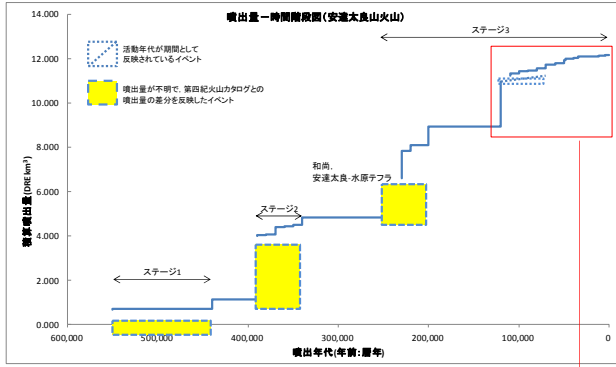 噴出量－時間階段図(安達太良山火山)
14.000
12.000
10.000
8.000
6.000
4.000
2.000
0.000
積算噴出量(DRE km³)
活動年代が期間として
反映されているイベント
噴出量が不明で、第四紀火山カタログとの
噴出量の差分を反映したイベント
ステージ3
和尚,
安達太良-水原テフラ
ステージ2
ステージ1
600,000
500,000
400,000
300,000
200,000
100,000
0
噴出年代(年前:暦年)